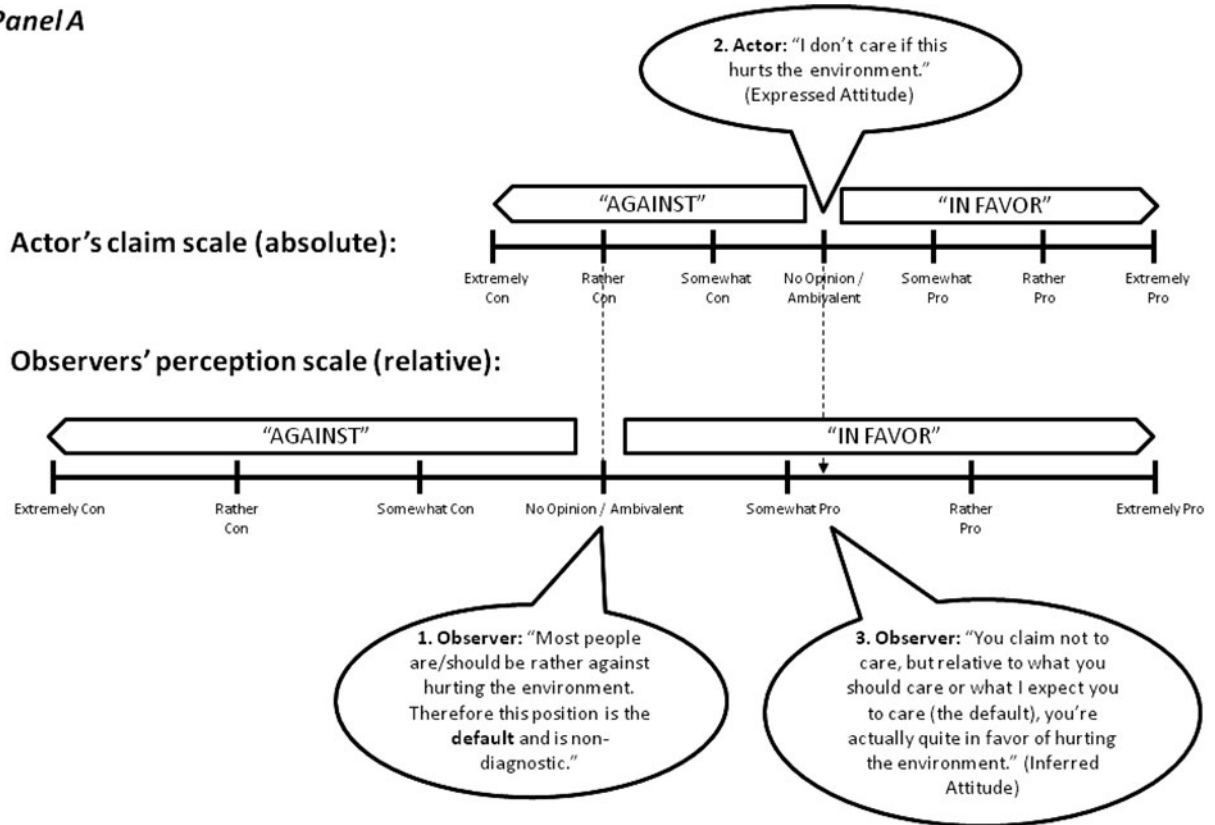 Panel A
2. Actor: “I don’t care if this
hurts the environment.”
(Expressed Attitude)
“AGAINST”
“IN FAVOR”
Actor’s claim scale (absolute):
Extremely
Con
Rather
Con
Somewhat
Con
No Opinion /
Ambivalent
Somewhat
Pro
Rather
Pro
Extremely
Pro
Observers’ perception scale (relative):
“AGAINST”
“IN FAVOR”
Extremely Con
Rather
Con
Somewhat Con
No Opinion / Ambivalent
Somewhat Pro
Rather
Pro
Extremely Pro
1. Observer: “Most people
are/should be rather against
hurting the environment.
Therefore this position is the
default and is non-
diagnostic.”
3. Observer: “You claim not to
care, but relative to what you
should care or what I expect you
to care (the default), you’re
actually quite in favor of hurting
the environment.” (Inferred
Attitude)